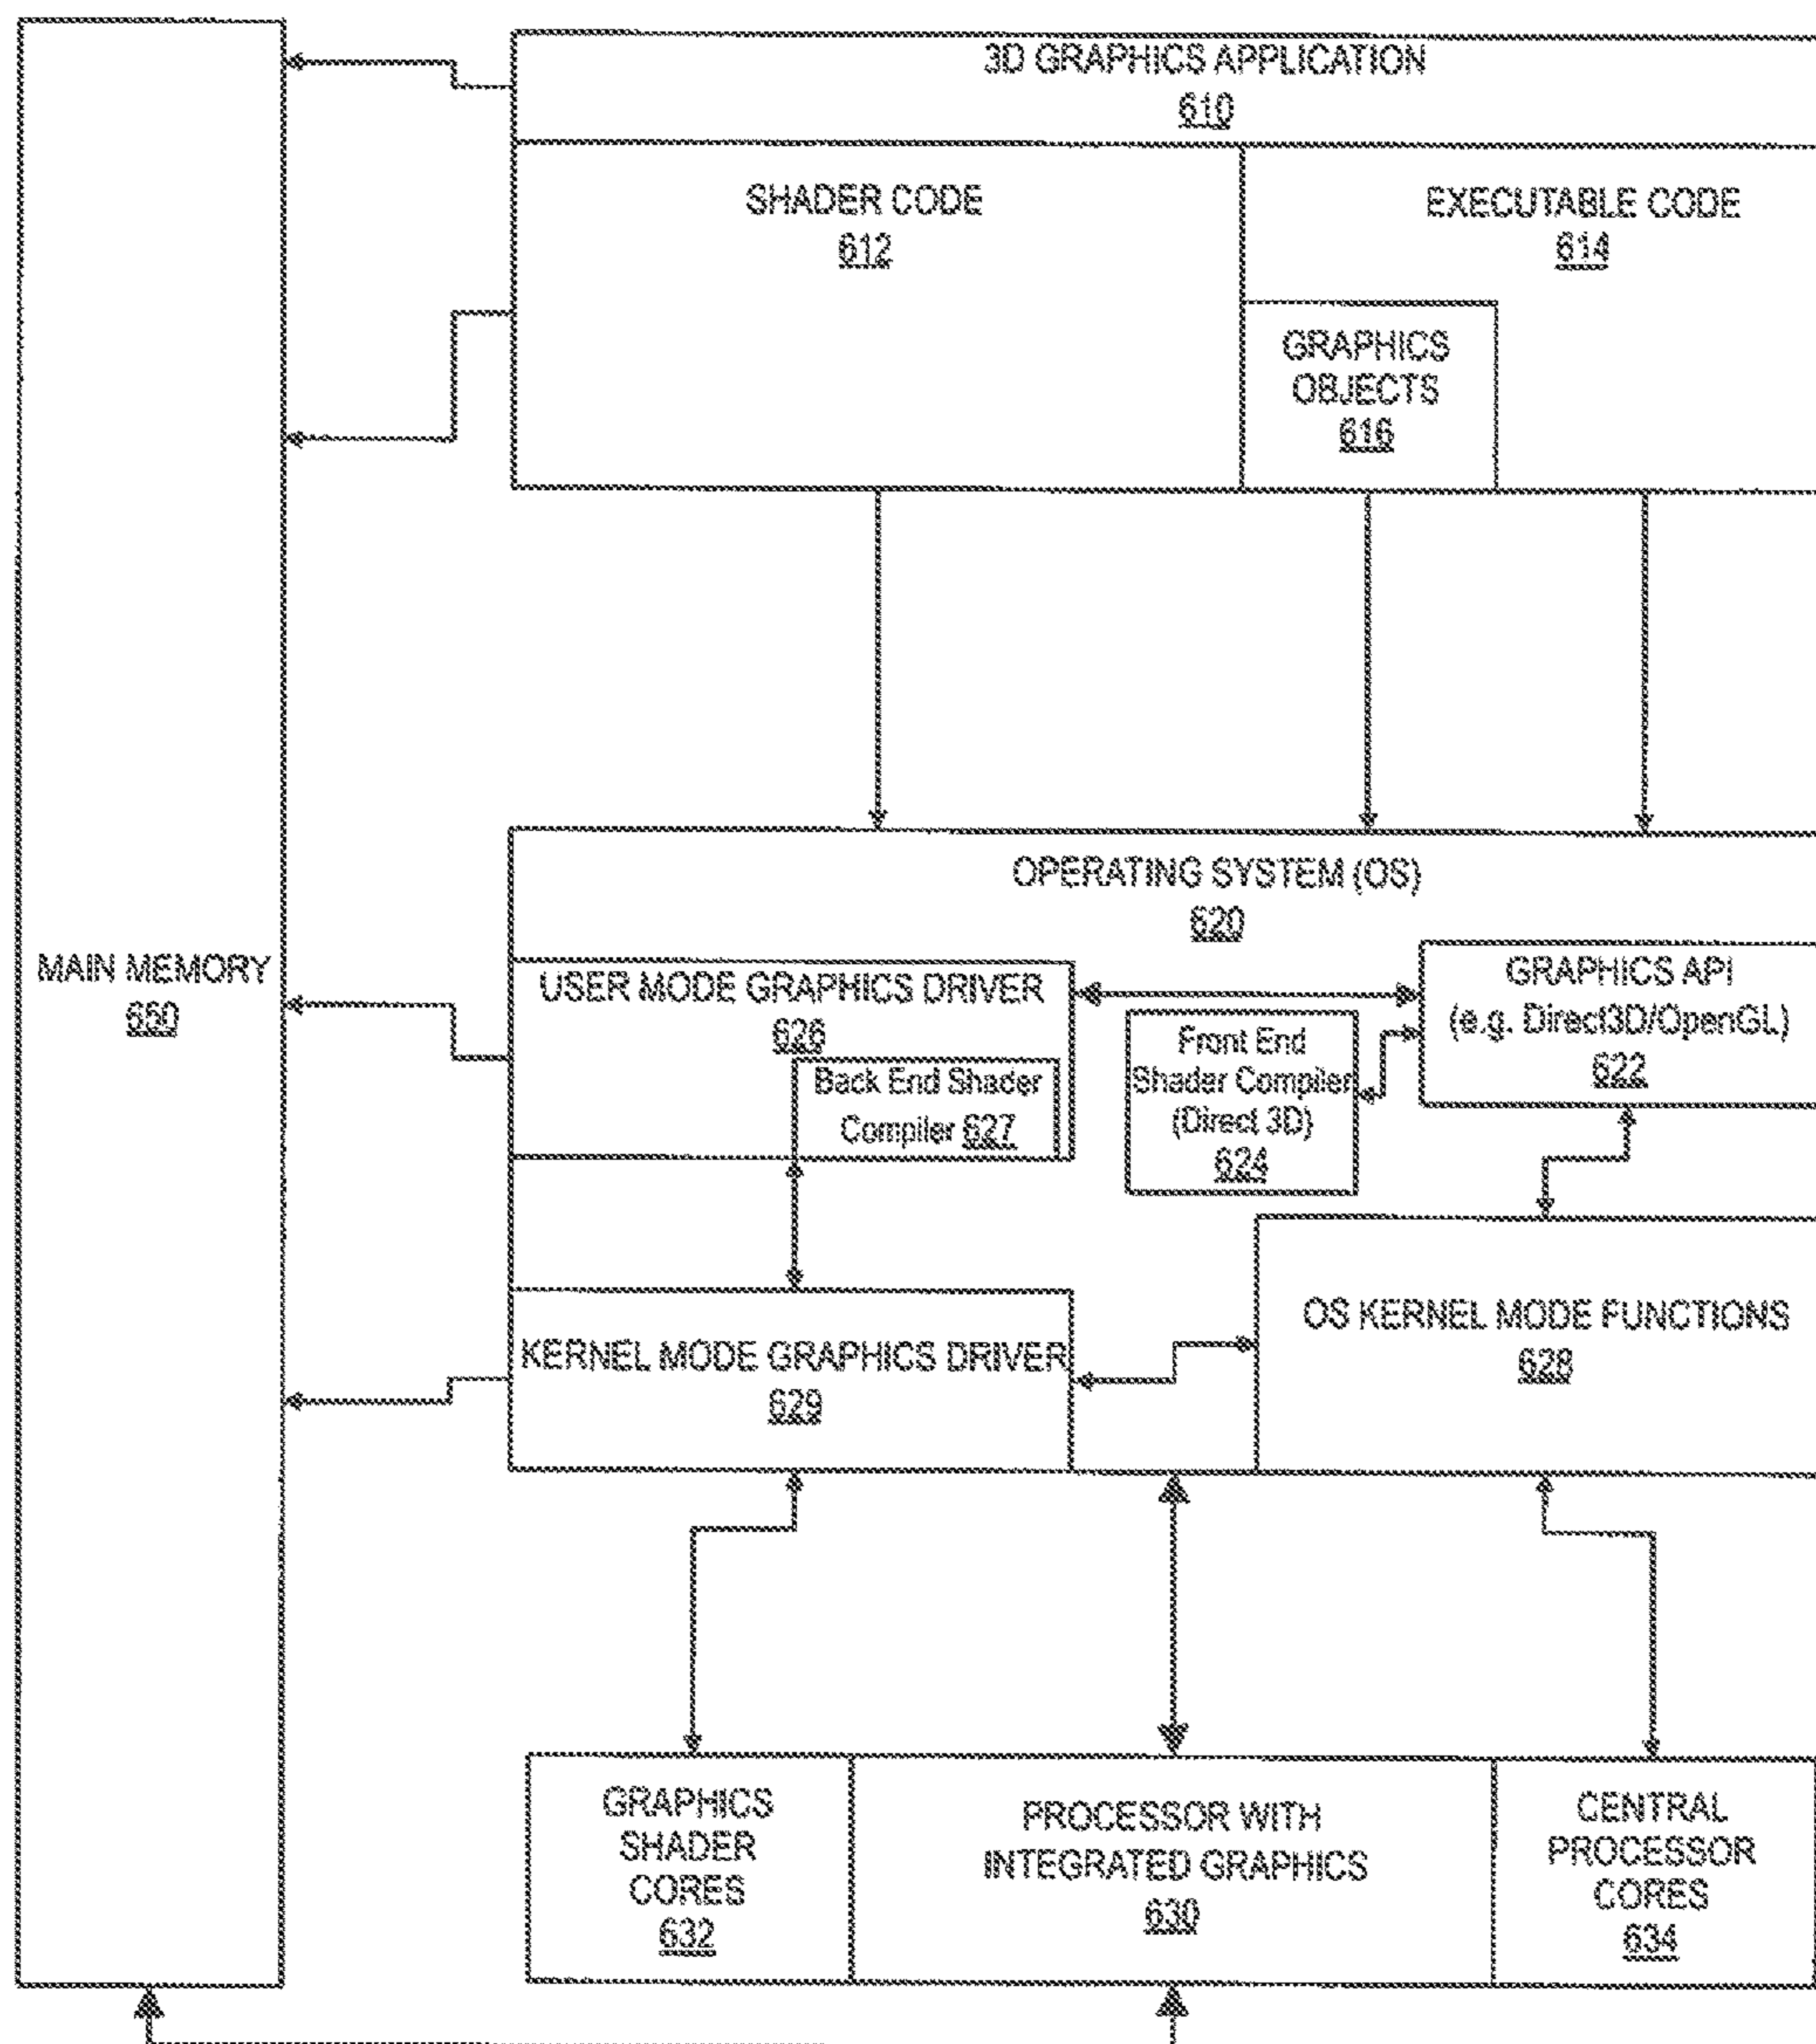 3D GRAPHICS APPLICATION
610
SHADER CODE
612
EXECUTABLE CODE
614
GRAPHICS
OBJECTS
616
OPERATING SYSTEM (OS)
620
MAIN MEMORY
650
USER MODE GRAPHICS DRIVER
626
Back End Shader
Compiler 627
Front End
Shader Compiler
(Direct 3D)
624
GRAPHICS API
(e.g. Direct3D/OpenGL)
622
KERNEL MODE GRAPHICS DRIVER
629
OS KERNEL MODE FUNCTIONS
628
GRAPHICS
SHADER
CORES
632
PROCESSOR WITH
INTEGRATED GRAPHICS
630
CENTRAL
PROCESSOR
CORES
634